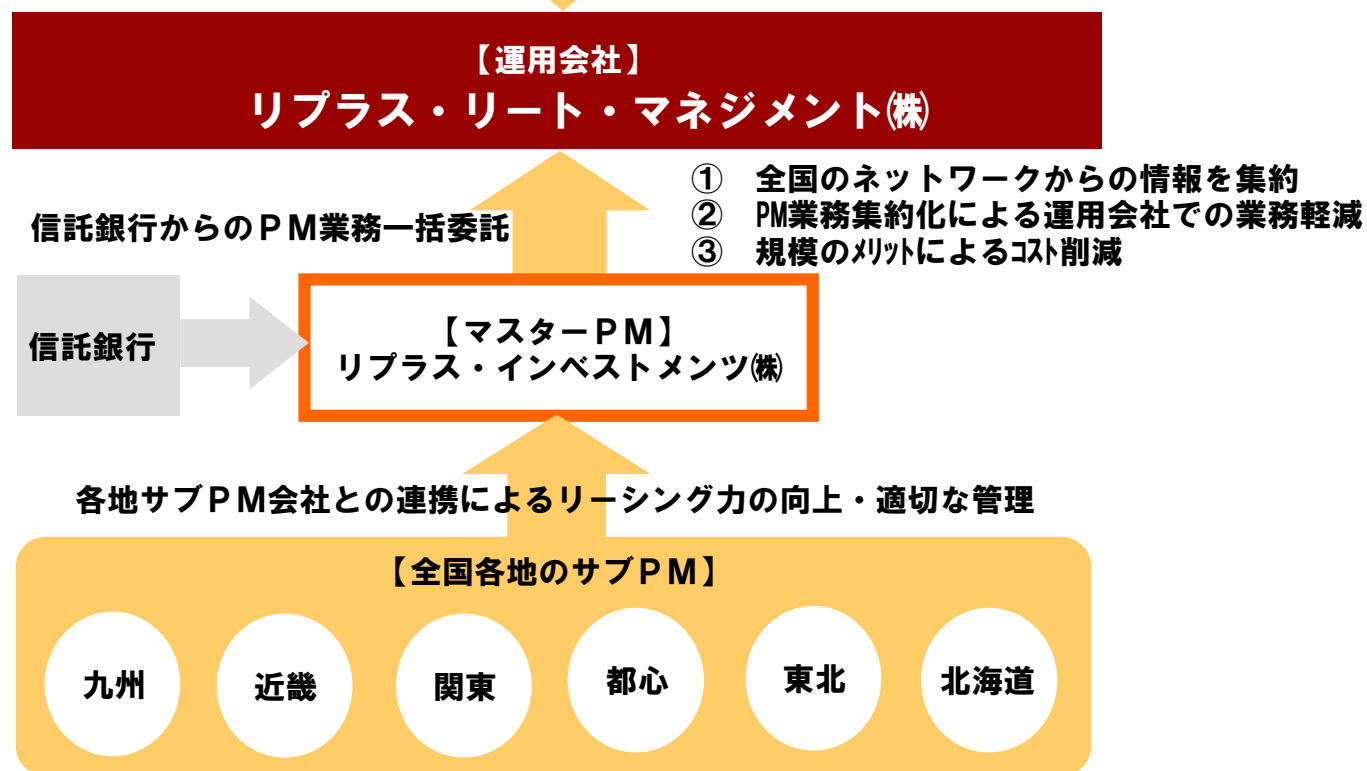 【運用会社】
リプラス・リート・マネジメント㈱
① 全国のネットワークからの情報を集約
② PM業務集約化による運用会社での業務軽減
③ 規模のﾒﾘｯﾄによるｺｽﾄ削減
信託銀行からのＰＭ業務一括委託
信託銀行
【マスターＰＭ】
リプラス・インベストメンツ㈱
各地サブＰＭ会社との連携によるリーシング力の向上・適切な管理
【全国各地のサブＰＭ】
九州
近畿
関東
都心
東北
北海道